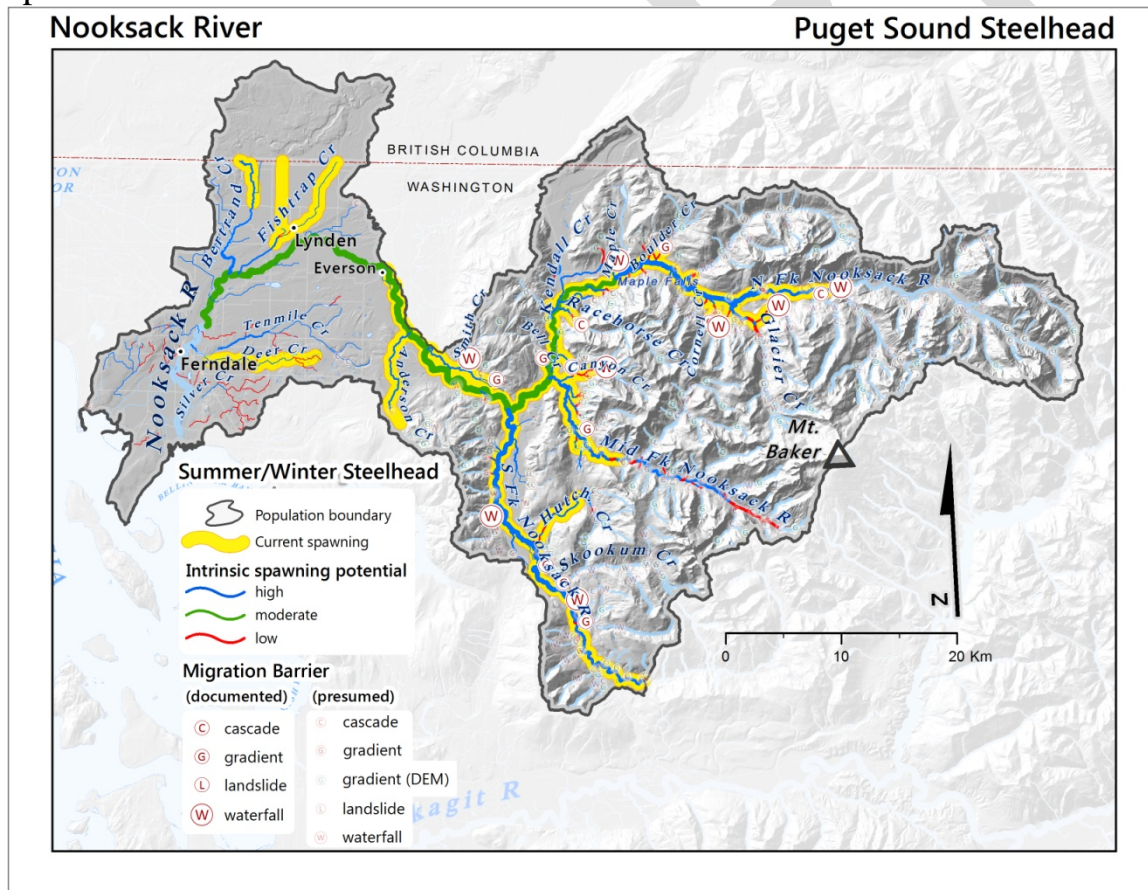 Nooksack River
Puget Sound Steelhead
BRITISH COLUMBIA
WASHINGTON
Bertrand Cr
Fishtrap Cr
Lynden
Everson
Nooksack R
Tenmile Cr
Ferndale
Deer Cr
Silver Cr
Anderson Cr
Smith Cr
Kendall Cr
Maple Cr
Boulder Cr
Maple Falls
N Fk Nooksack R
Racehorse Cr
Bell Cr
Canyon Cr
Cornell Cr
Glacier Cr
Mt.
Baker
Mid Fk Nooksack R
S Fk Nooksack R
Hutch Cr
Skookum Cr
W
G
C
N
0 10 20 Km
Summer/Winter Steelhead
Population boundary
Current spawning
Intrinsic spawning potential
high
moderate
low
Migration Barrier
(documented) (presumed)
C cascade C cascade
G gradient G gradient
G gradient (DEM)
L landslide L landslide
W waterfall W waterfall
kagit R